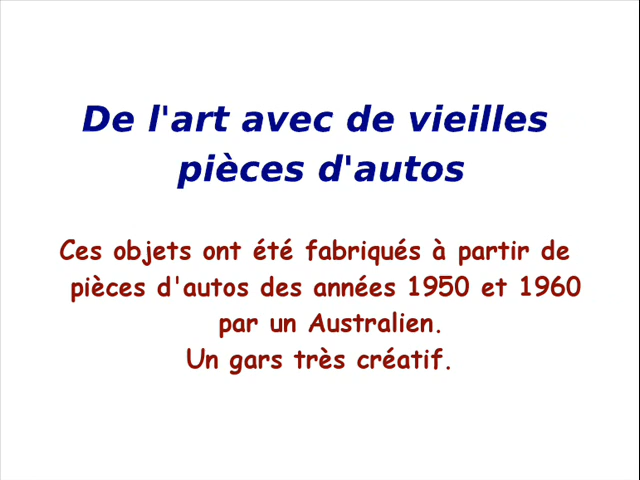 De l'art avec de vieilles
pièces d'autos
Ces objets ont été fabriqués à partir de
pièces d'autos des années 1950 et 1960
par un Australien.
Un gars très créatif.